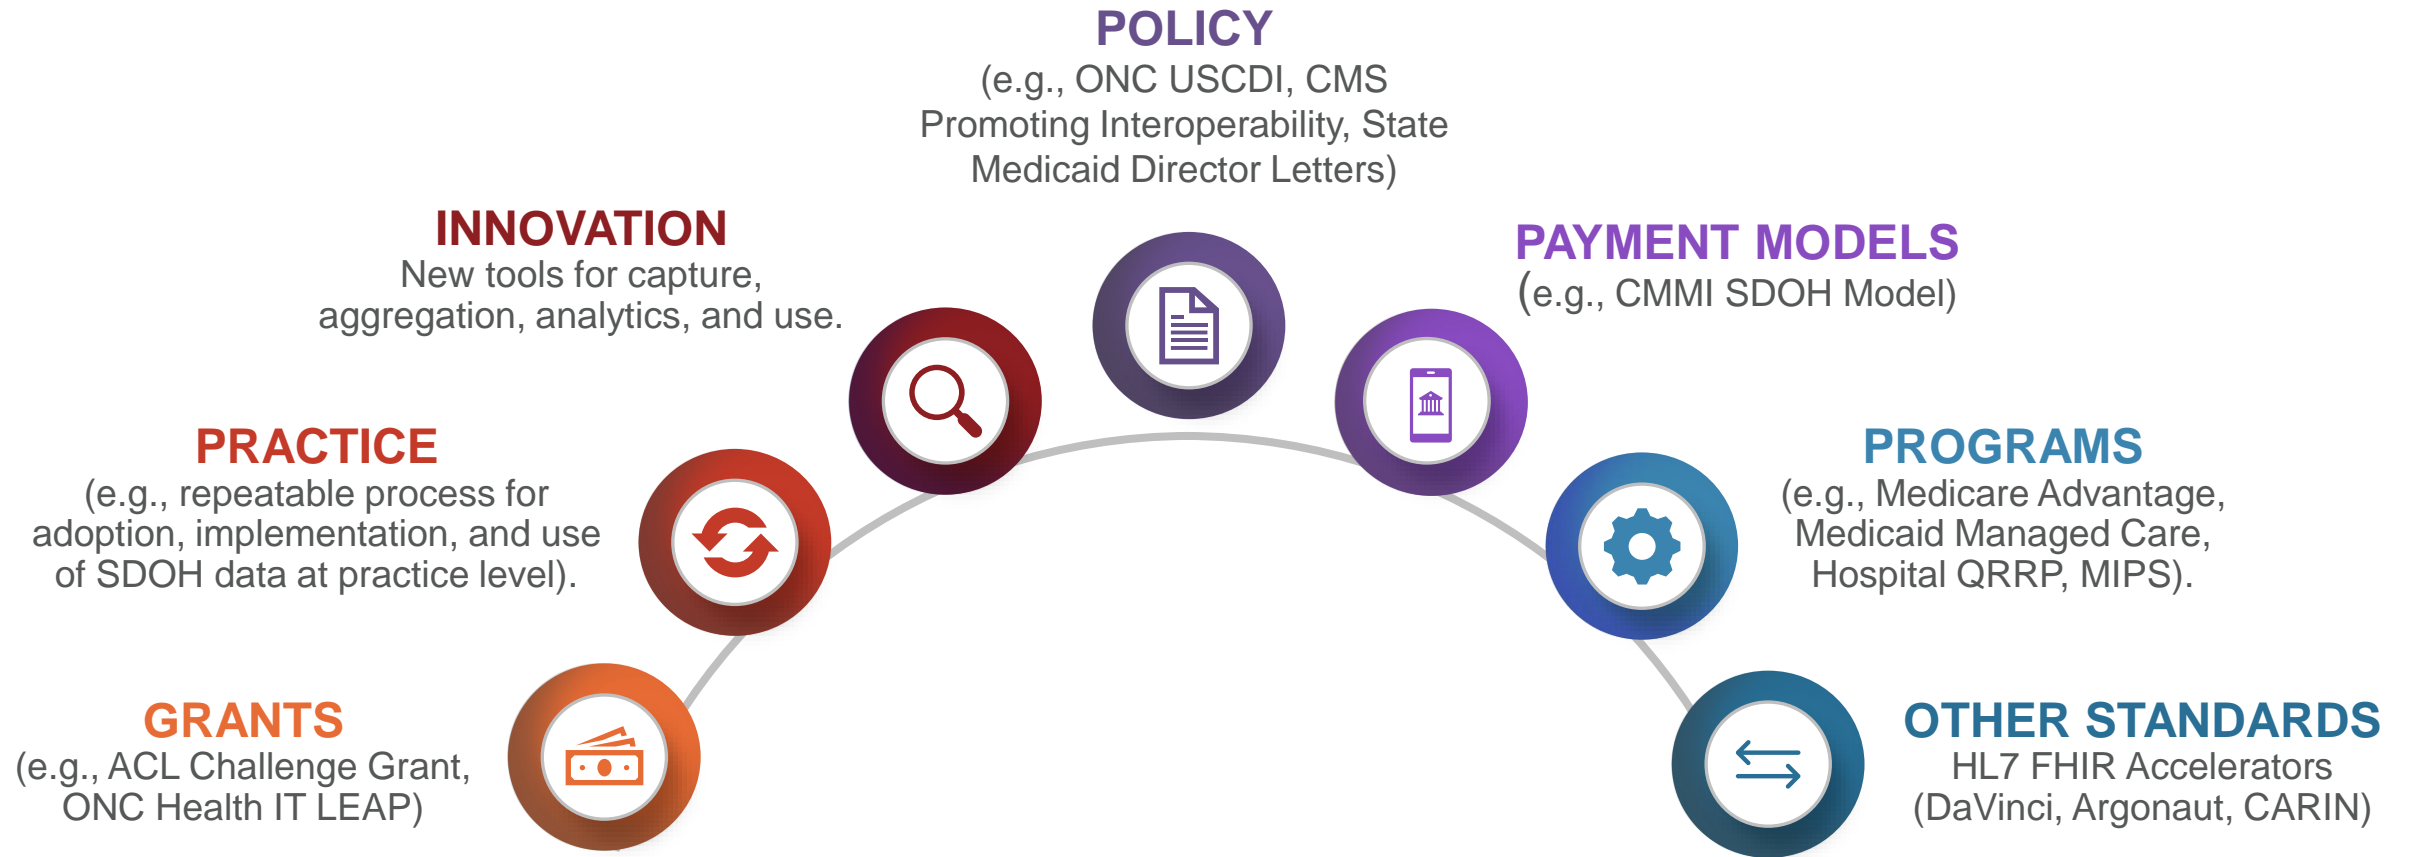 POLICY
(e.g., ONC USCDI, CMS
Promoting Interoperability, State
Medicaid Director Letters)
INNOVATION
New tools for capture,
aggregation, analytics, and use.
PAYMENT MODELS
(e.g., CMMI SDOH Model)
PRACTICE
(e.g., repeatable process for
adoption, implementation, and use
of SDOH data at practice level).
PROGRAMS
(e.g., Medicare Advantage,
Medicaid Managed Care,
Hospital QRRP, MIPS).
GRANTS
(e.g., ACL Challenge Grant,
ONC Health IT LEAP)
OTHER STANDARDS
HL7 FHIR Accelerators
(DaVinci, Argonaut, CARIN)